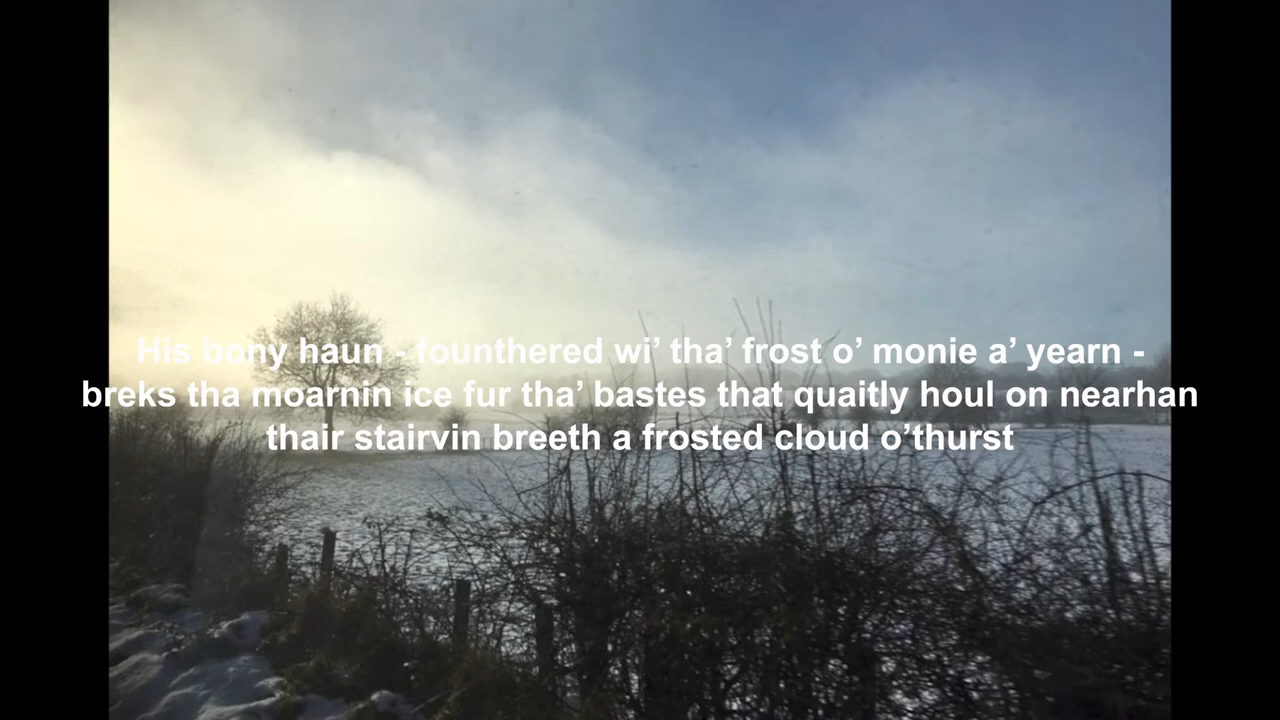 His bony haun - founthered wi’ tha’ frost o’ monie a’ yearn -
breks tha moarnin ice fur tha’ bastes that quaitly houl on nearhan
thair stairvin breeth a frosted cloud o’thurst